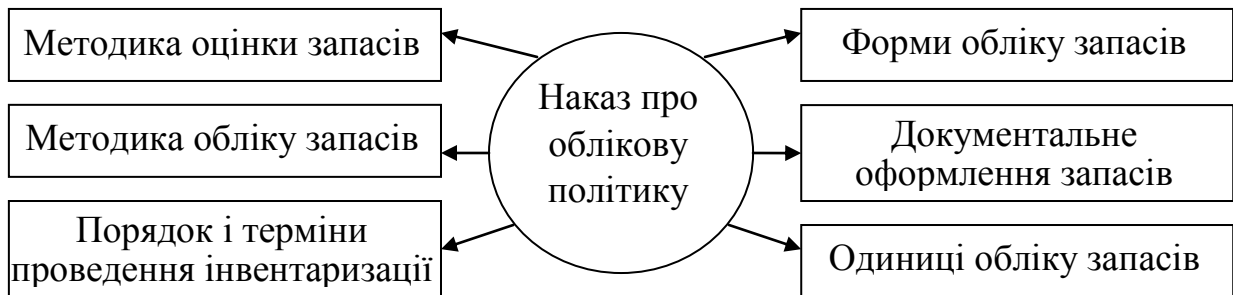 Методика оцінки запасів
Методика обліку запасів
Порядок і терміни
проведення інвентаризації
Наказ про
облікову
політику
Форми обліку запасів
Документальне
оформлення запасів
Одиниці обліку запасів